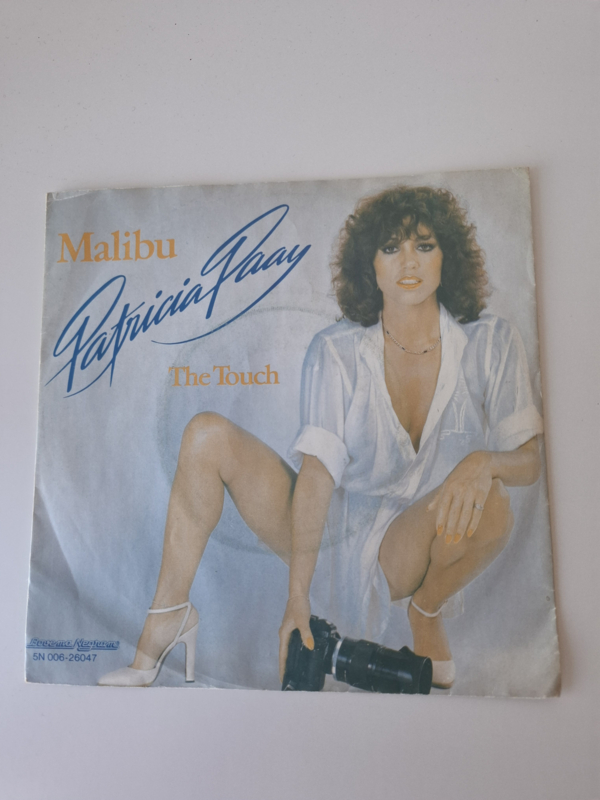 Malibu
Patricia Paay
The Touch
5N 006-26047